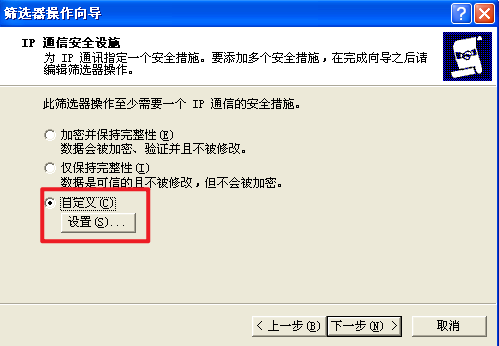 筛选器操作向导
IP 通信安全设施
为 IP 通讯指定一个安全措施。要添加多个安全措施，在完成向导之后请
编辑筛选器操作。
此筛选器操作至少需要一个 IP 通信的安全措施。
加密并保持完整性(E)
数据会被加密、验证并且不被修改。
仅保持完整性(I)
数据是可信的且不被修改，但不会被加密。
自定义(C)
设置(S)...
< 上一步(B)
下一步(N) >
取消